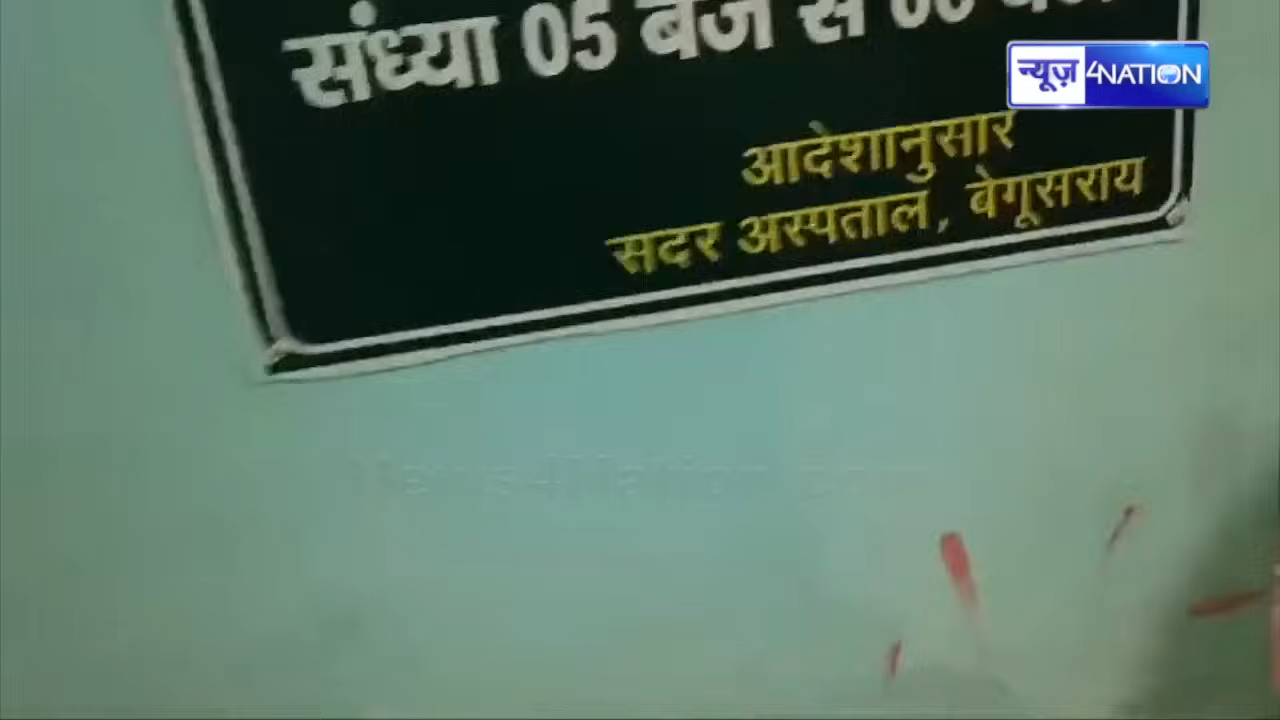 संध्या 05 बजे से
न्यूज़ 4NATION
आदेशानुसार
सदर अस्पताल, बेगूसराय